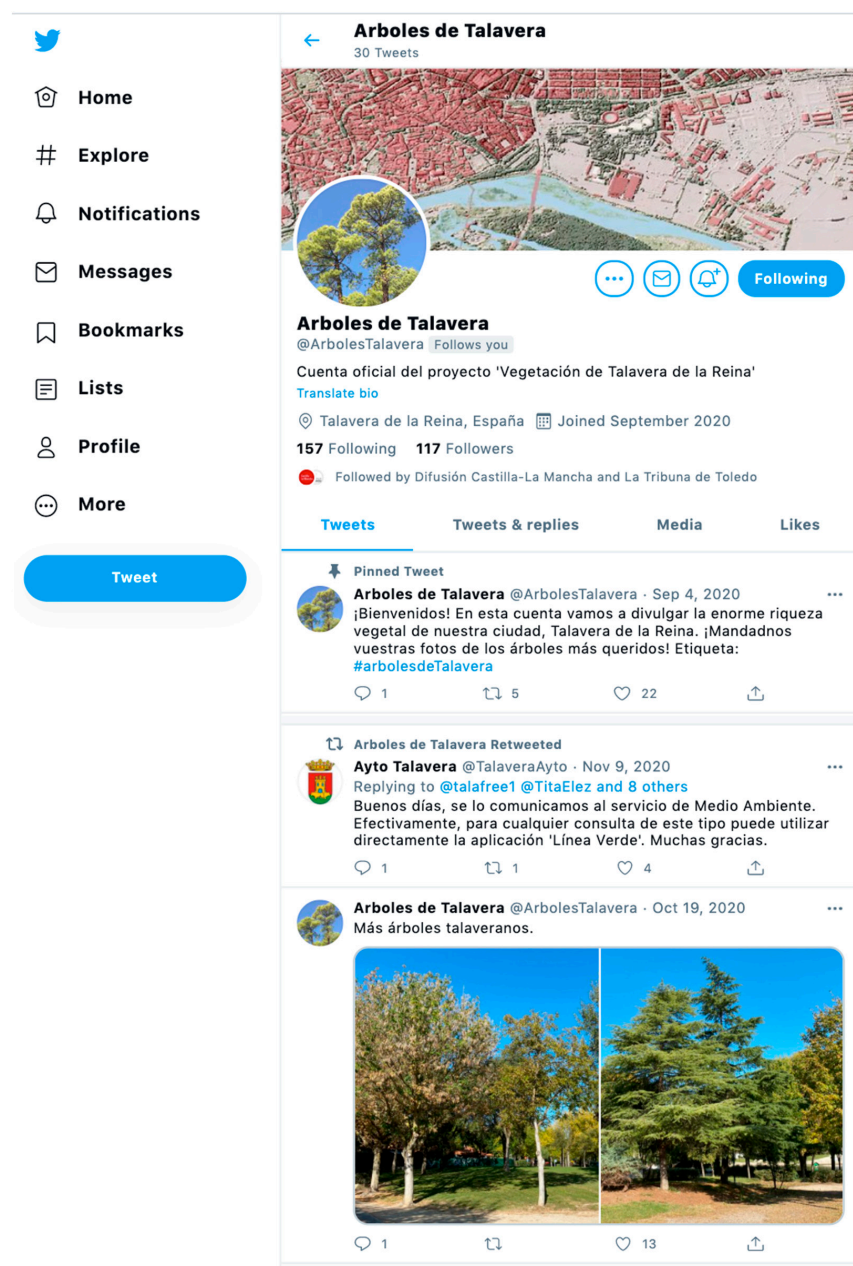 Arboles de Talavera
30 Tweets
Home
Explore
Notifications
Messages
Bookmarks
Lists
Profile
More
Tweet
Following
Arboles de Talavera
@ArbolesTalavera Follows you
Cuenta oficial del proyecto 'Vegetación de Talavera de la Reina'
Translate bio
Talavera de la Reina, España Joined September 2020
157 Following 117 Followers
Followed by Difusión Castilla-La Mancha and La Tribuna de Toledo
Tweets Tweets & replies Media Likes
Pinned Tweet
Arboles de Talavera @ArbolesTalavera · Sep 4, 2020
¡Bienvenidos! En esta cuenta vamos a divulgar la enorme riqueza
vegetal de nuestra ciudad, Talavera de la Reina. ¡Mandadnos
vuestras fotos de los árboles más queridos! Etiqueta:
#arbolesdeTalavera
1 5 22
Arboles de Talavera Retweeted
Ayto Talavera @TalaveraAyto · Nov 9, 2020
Replying to @talafree1 @TitaElez and 8 others
Buenos días, se lo comunicamos al servicio de Medio Ambiente.
Efectivamente, para cualquier consulta de este tipo puede utilizar
directamente la aplicación 'Línea Verde'. Muchas gracias.
1 1 4
Arboles de Talavera @ArbolesTalavera · Oct 19, 2020
Más árboles talaveranos.
1 13